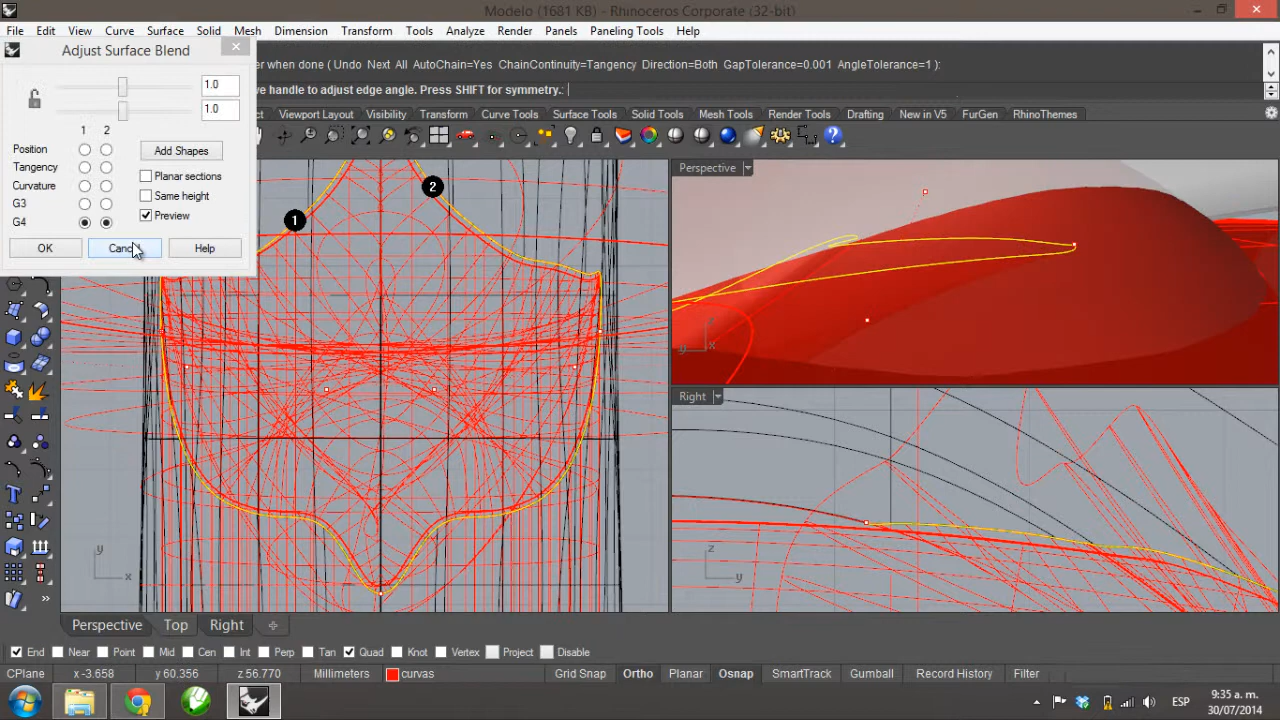 Modelo (1681 KB) - Rhinoceros Corporate (32-bit)
File Edit View Curve Surface Solid Mesh Dimension Transform Tools Analyze Render Panels Paneling Tools Help
Adjust Surface Blend
er when done ( Undo Next All AutoChain=Yes ChainContinuity=Tangency Direction=Both GapTolerance=0.001 AngleTolerance=1 ):
ve handle to adjust edge angle. Press SHIFT for symmetry.:
1.0
1.0
1 2
Position
Add Shapes
Tangency
Planar sections
Curvature
Same height
G3
Preview
G4
OK Cancel Help
ct Viewport Layout Visibility Transform Curve Tools Surface Tools Solid Tools Mesh Tools Render Tools Drafting New in V5 FurGen RhinoThemes
1
2
y
x
Perspective
z
y
x
Right
z
y
Perspective Top Right
End Near Point Mid Cen Int Perp Tan Quad Knot Vertex Project Disable
CPlane x -3.658 y 60.366 z 56.770 Millimeters curvas Grid Snap Ortho Planar Osnap SmartTrack Gumball Record History Filter
ESP
9:35 a. m.
30/07/2014